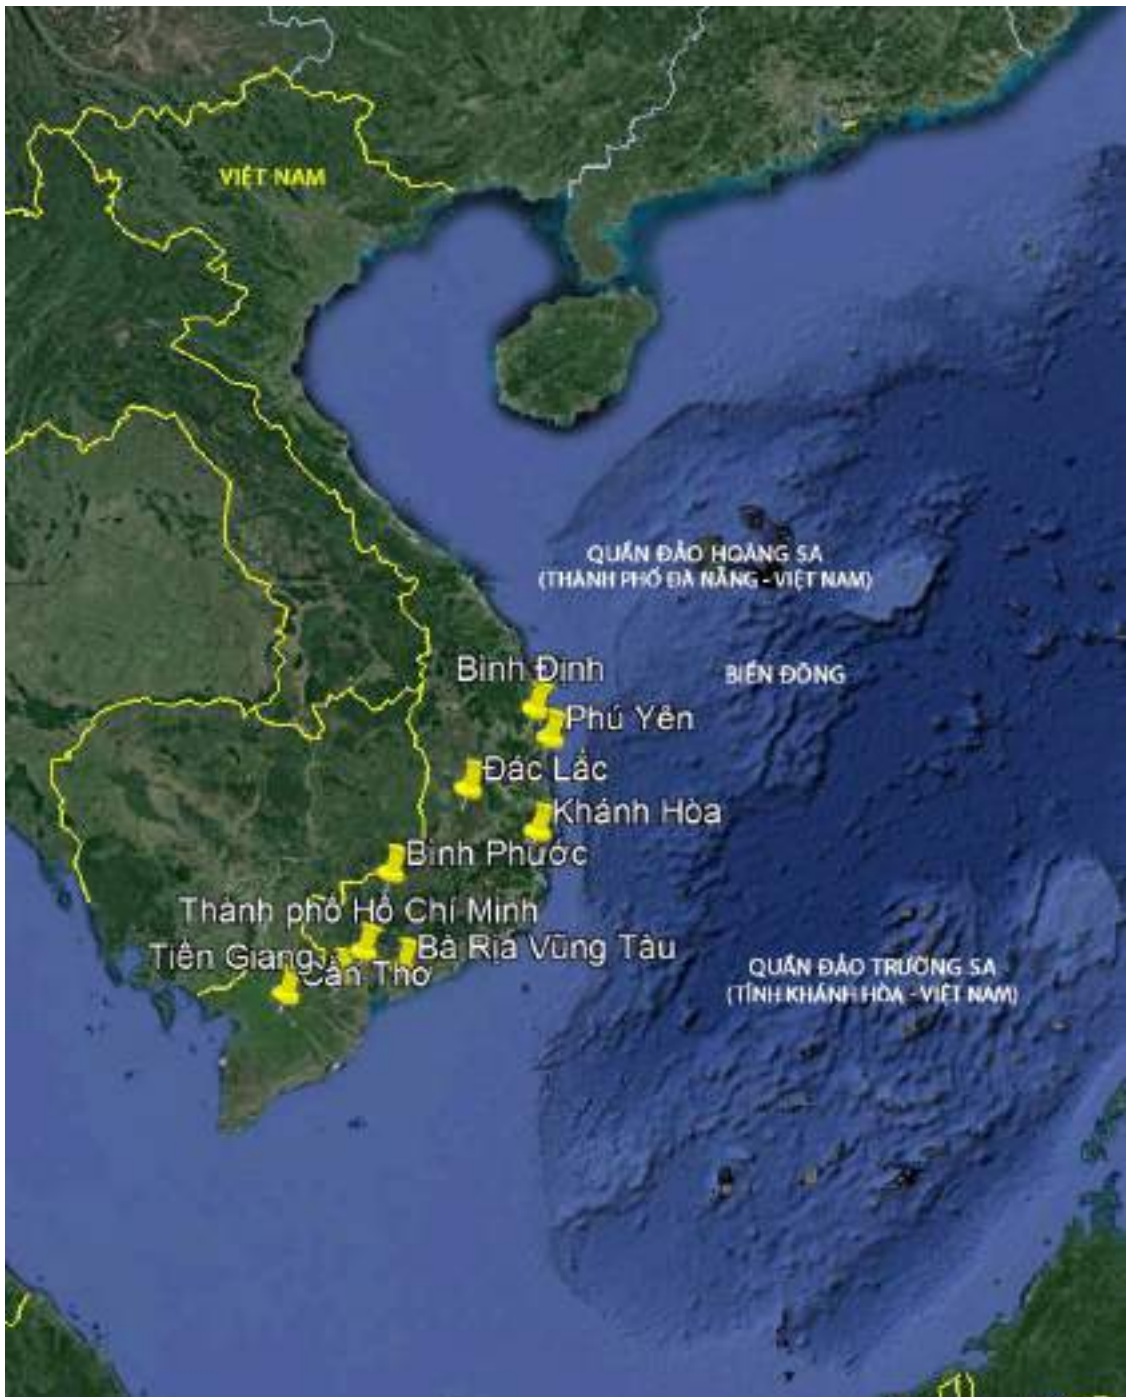 VIỆT NAM
QUẦN ĐẢO HOÀNG SA
(THÀNH PHỐ ĐÀ NẴNG - VIỆT NAM)
Bình Định
BIỂN ĐÔNG
Phú Yên
Đắc Lắc
Khánh Hòa
Bình Phước
Thành phố Hồ Chí Minh
Bà Rịa Vũng Tàu
Tiền Giang
Cần Thơ
QUẦN ĐẢO TRƯỜNG SA
(TỈNH KHÁNH HÒA - VIỆT NAM)